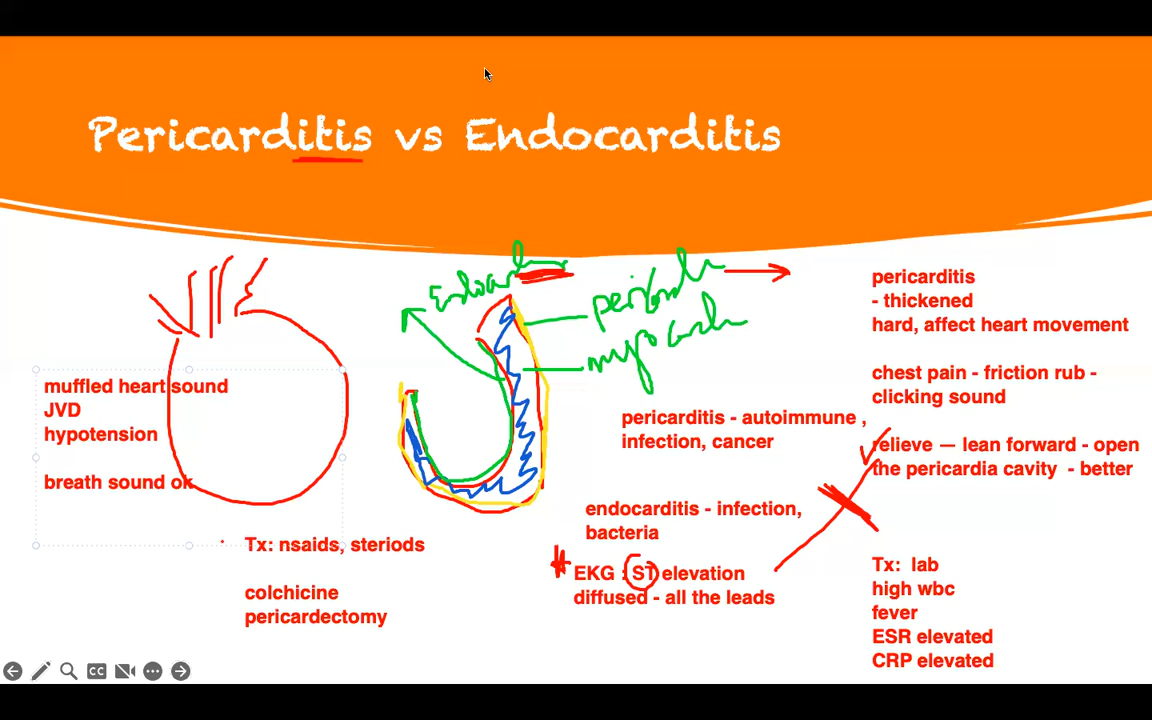 Pericarditis vs Endocarditis
muffled heart sound
JVD
hypotension
breath sound ok
Tx: nsaids, steriods
colchicine
pericardectomy
pericarditis - autoimmune ,
infection, cancer
endocarditis - infection,
bacteria
EKG : ST elevation
diffused - all the leads
pericarditis
- thickened
hard, affect heart movement
chest pain - friction rub -
clicking sound
relieve — lean forward - open
the pericardia cavity - better
Tx: lab
high wbc
fever
ESR elevated
CRP elevated
CC